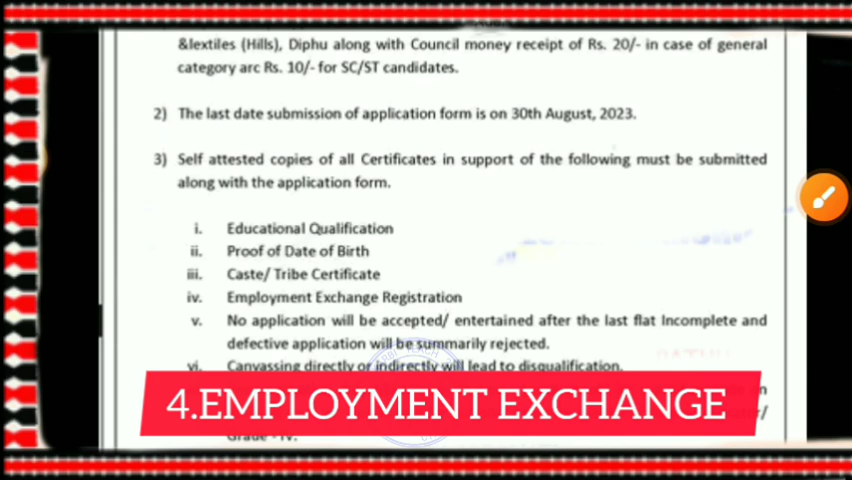 &lextiles (Hills), Diphu along with Council money receipt of Rs. 20/- in case of general
category arc Rs. 10/- for SC/ST candidates.
2) The last date submission of application form is on 30th August, 2023.
3) Self attested copies of all Certificates in support of the following must be submitted
along with the application form.
i. Educational Qualification
ii. Proof of Date of Birth
iii. Caste/ Tribe Certificate
iv. Employment Exchange Registration
v. No application will be accepted/ entertained after the last flat Incomplete and
defective application will be summarily rejected.
vi. Canvassing directly or indirectly will lead to disqualification.
4.EMPLOYMENT EXCHANGE
Grade - IV.